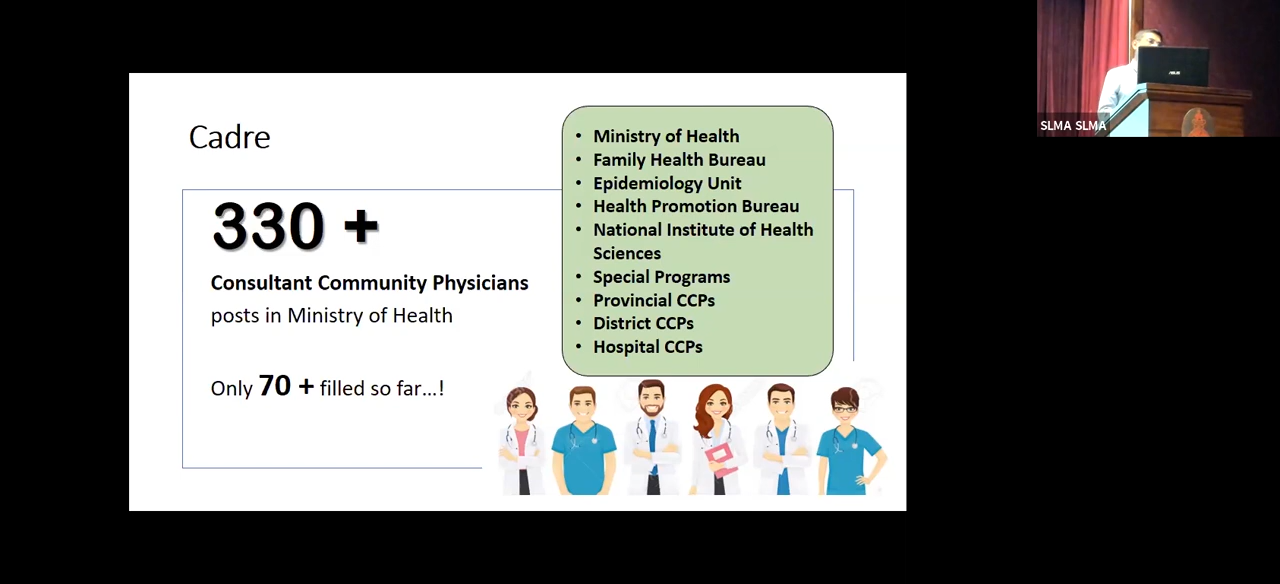 Cadre
330 +
Consultant Community Physicians
posts in Ministry of Health
Only 70 + filled so far...!
• Ministry of Health
• Family Health Bureau
• Epidemiology Unit
• Health Promotion Bureau
• National Institute of Health
Sciences
• Special Programs
• Provincial CCPs
• District CCPs
• Hospital CCPs
SLMA SLMA